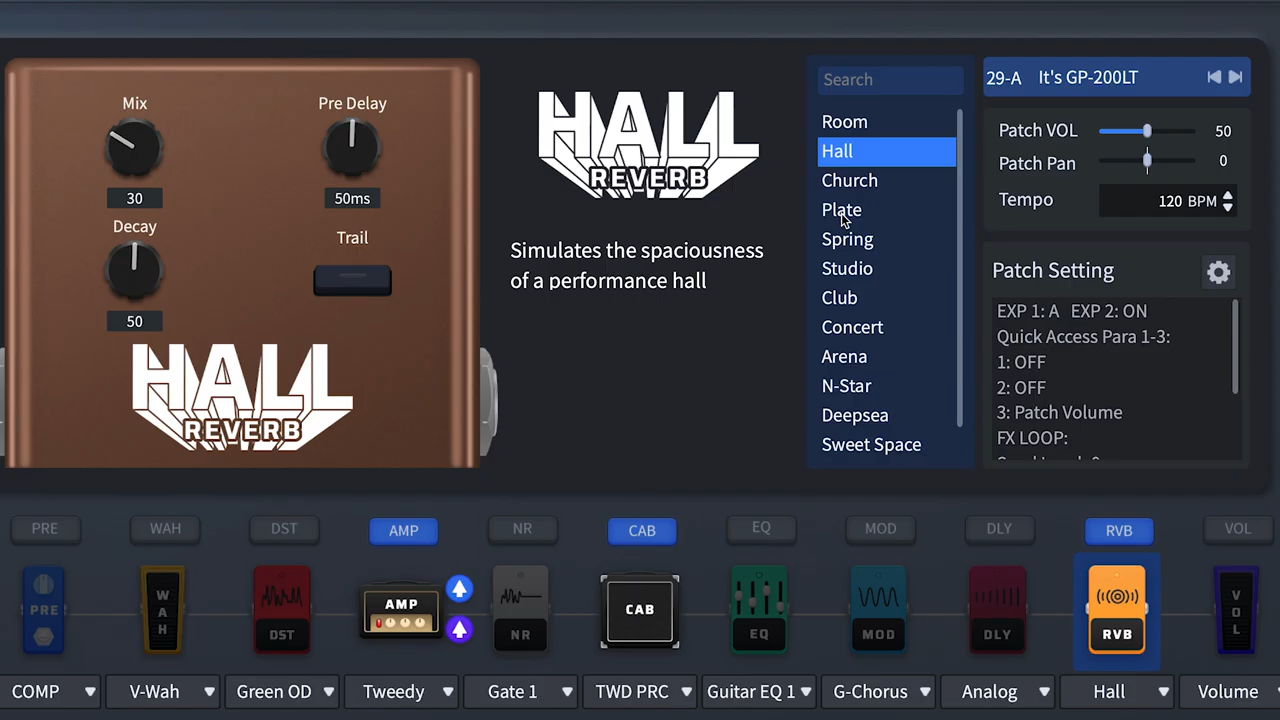 Mix
Pre Delay
30
50ms
Decay
Trail
50
HALL
REVERB
HALL
REVERB
Simulates the spaciousness
of a performance hall
Search
Room
Hall
Church
Plate
Spring
Studio
Club
Concert
Arena
N-Star
Deepsea
Sweet Space
29-A It's GP-200LT
Patch VOL 50
Patch Pan 0
Tempo 120 BPM
Patch Setting
EXP 1: A EXP 2: ON
Quick Access Para 1-3:
1: OFF
2: OFF
3: Patch Volume
FX LOOP:
PRE WAH DST AMP NR CAB EQ MOD DLY RVB VOL
PRE WAH DST AMP NR CAB EQ MOD DLY RVB VOL
COMP V-Wah Green OD Tweedy Gate 1 TWD PRC Guitar EQ 1 G-Chorus Analog Hall Volume